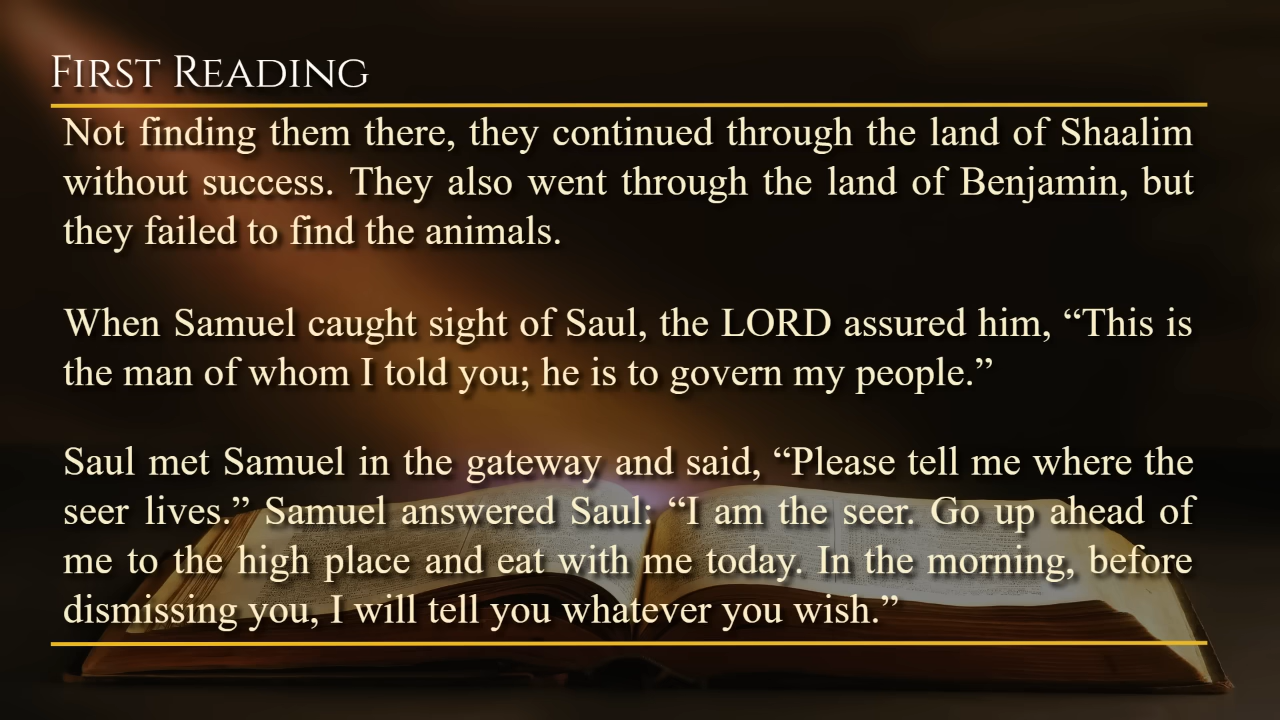 First Reading
Not finding them there, they continued through the land of Shaalim
without success. They also went through the land of Benjamin, but
they failed to find the animals.
When Samuel caught sight of Saul, the LORD assured him, “This is
the man of whom I told you; he is to govern my people.”
Saul met Samuel in the gateway and said, “Please tell me where the
seer lives.” Samuel answered Saul: “I am the seer. Go up ahead of
me to the high place and eat with me today. In the morning, before
dismissing you, I will tell you whatever you wish.”